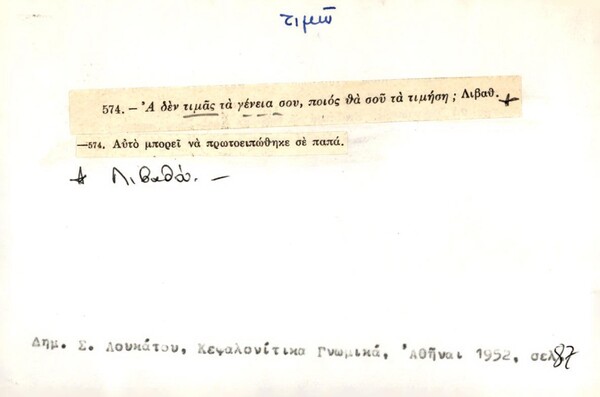 τιμῶ
574. – Ἀ δὲν τιμᾶς τὰ γένεια σου, ποιός θὰ σοῦ τὰ τιμήση ; Λιβαθ. +
—574. Αὐτὸ μπορεῖ νὰ πρωτοειπώθηκε σὲ παπά.
+ Λιβαθώ. —
Δημ. Σ. Λουκάτου, Κεφαλονίτικα Γνωμικά, Ἀθῆναι 1952, σελ. 87